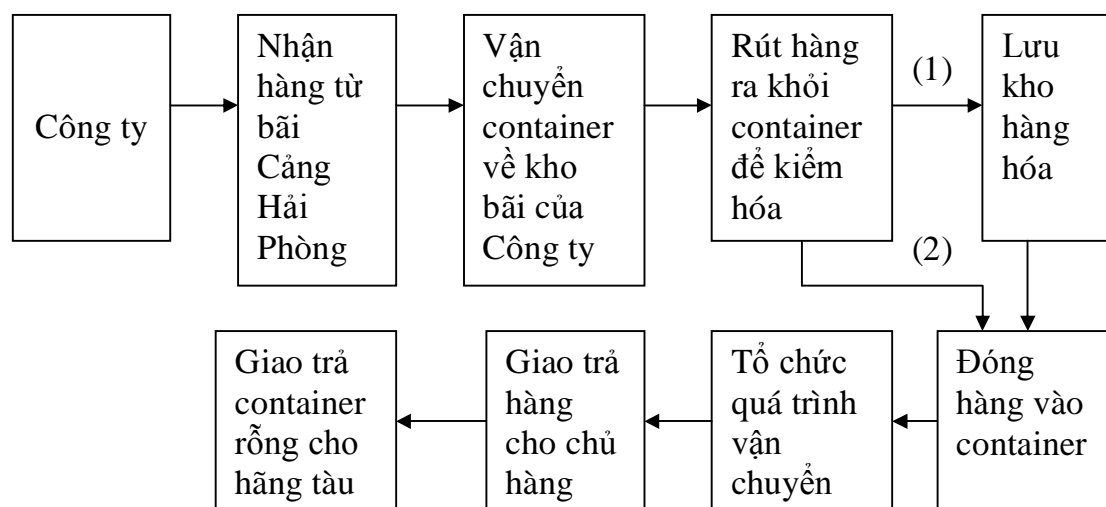 Công ty
Nhận
hàng từ
bãi
Cảng
Hải
Phòng
Vận
chuyển
container
về kho
bãi của
Công ty
Rút hàng
ra khỏi
container
để kiểm
hóa
(1)
Lưu
kho
hàng
hóa
(2)
Đóng
hàng vào
container
Tổ chức
quá trình
vận
chuyển
Giao trả
hàng
cho chủ
hàng
Giao trả
container
rỗng cho
hãng tàu